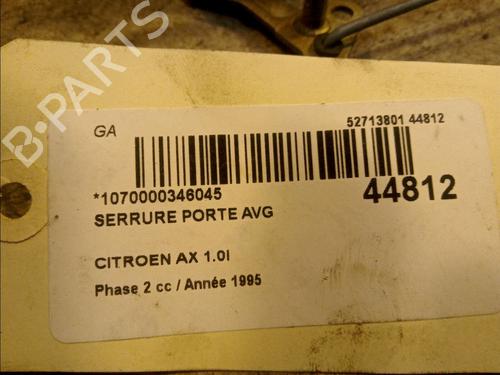 GA
52713801 44812
*1070000346045
44812
SERRURE PORTE AVG
CITROEN AX 1.0I
Phase 2 cc / Année 1995
B-PARTS